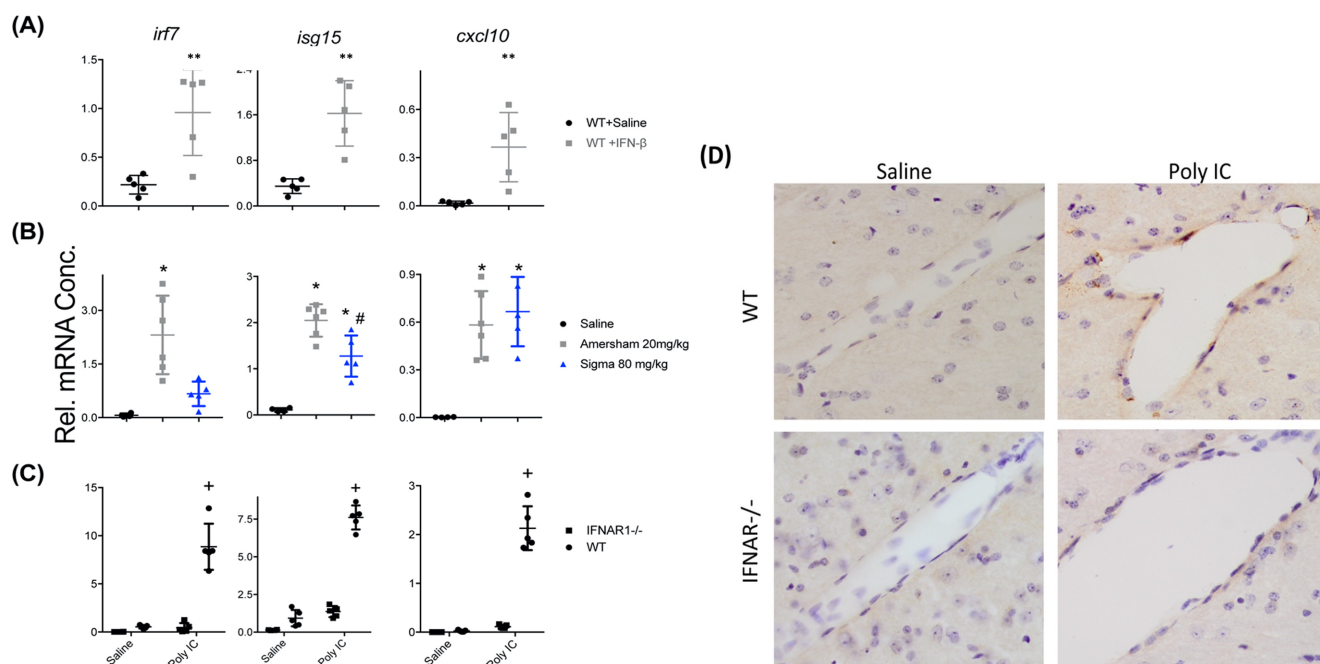 (A)
irf7
isg15
cxcl10
** ** **
1.5
1.0
0.5
0.0
2.4
1.6
0.8
0.0
0.6
0.3
0.0
WT+Saline
WT +IFN-β
(B)
Rel. mRNA Conc.
3.0
1.5
0.0
*
3
2
1
0
*
* #
0.9
0.6
0.3
0.0
* *
Saline
Amersham 20mg/kg
Sigma 80 mg/kg
(C)
15
10
5
0
+
7.5
5.0
2.5
0.0
+
3
2
1
0
+
IFNAR1-/-
WT
Saline
Poly IC
Saline
Poly IC
Saline
Poly IC
(D)
Saline
Poly IC
WT
IFNAR-/-